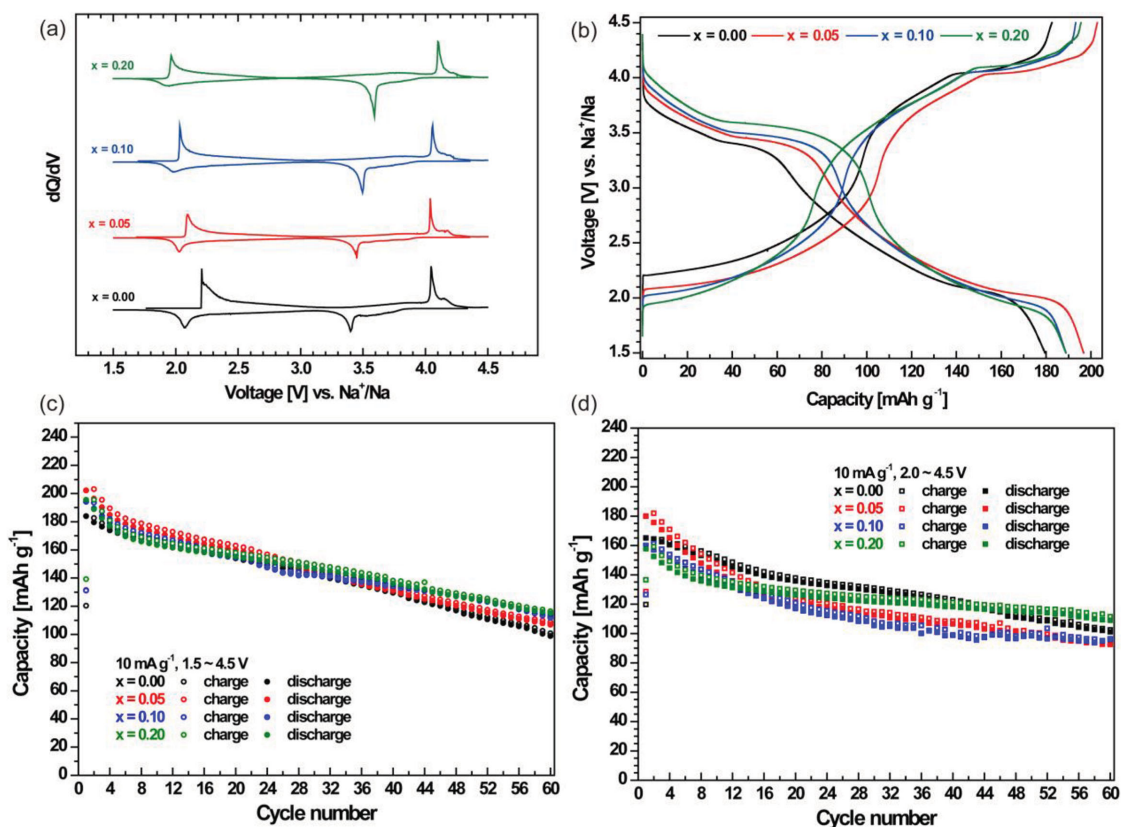 (a)
x = 0.20
x = 0.10
x = 0.05
x = 0.00
dQ/dV
1.5 2.0 2.5 3.0 3.5 4.0 4.5
Voltage [V] vs. Na⁺/Na
(b)
x = 0.00 x = 0.05 x = 0.10 x = 0.20
4.5
4.0
3.5
3.0
2.5
2.0
1.5
Voltage [V] vs. Na⁺/Na
0 20 40 60 80 100 120 140 160 180 200
Capacity [mAh g⁻¹]
(c)
240
220
200
180
160
140
120
100
80
60
40
20
0
Capacity [mAh g⁻¹]
10 mA g⁻¹, 1.5 ~ 4.5 V
x = 0.00 charge discharge
x = 0.05 charge discharge
x = 0.10 charge discharge
x = 0.20 charge discharge
0 4 8 12 16 20 24 28 32 36 40 44 48 52 56 60
Cycle number
(d)
240
220
200
180
160
140
120
100
80
60
40
20
0
Capacity [mAh g⁻¹]
10 mA g⁻¹, 2.0 ~ 4.5 V
x = 0.00 charge discharge
x = 0.05 charge discharge
x = 0.10 charge discharge
x = 0.20 charge discharge
0 4 8 12 16 20 24 28 32 36 40 44 48 52 56 60
Cycle number